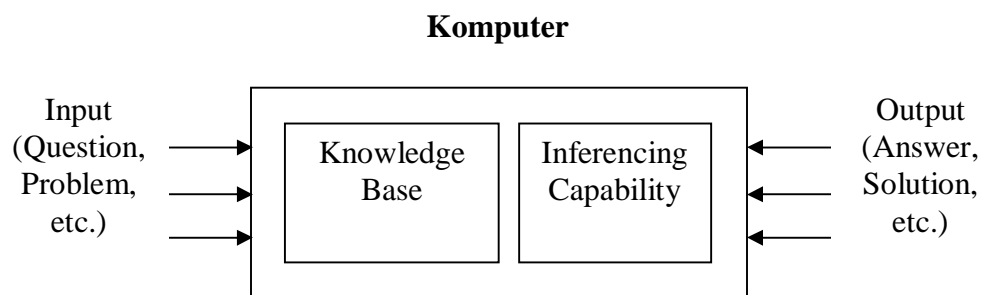 Komputer
Input
(Question,
Problem,
etc.)
Knowledge
Base
Inferencing
Capability
Output
(Answer,
Solution,
etc.)